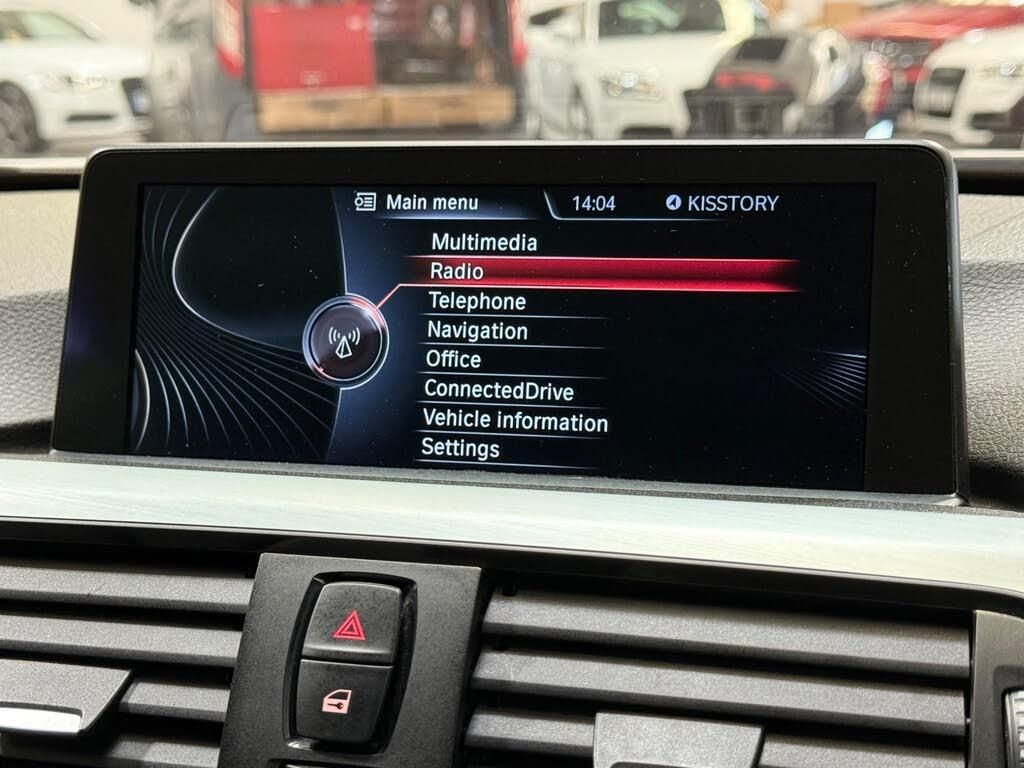 Main menu 14:04 KISSTORY
Multimedia
Radio
Telephone
Navigation
Office
ConnectedDrive
Vehicle information
Settings